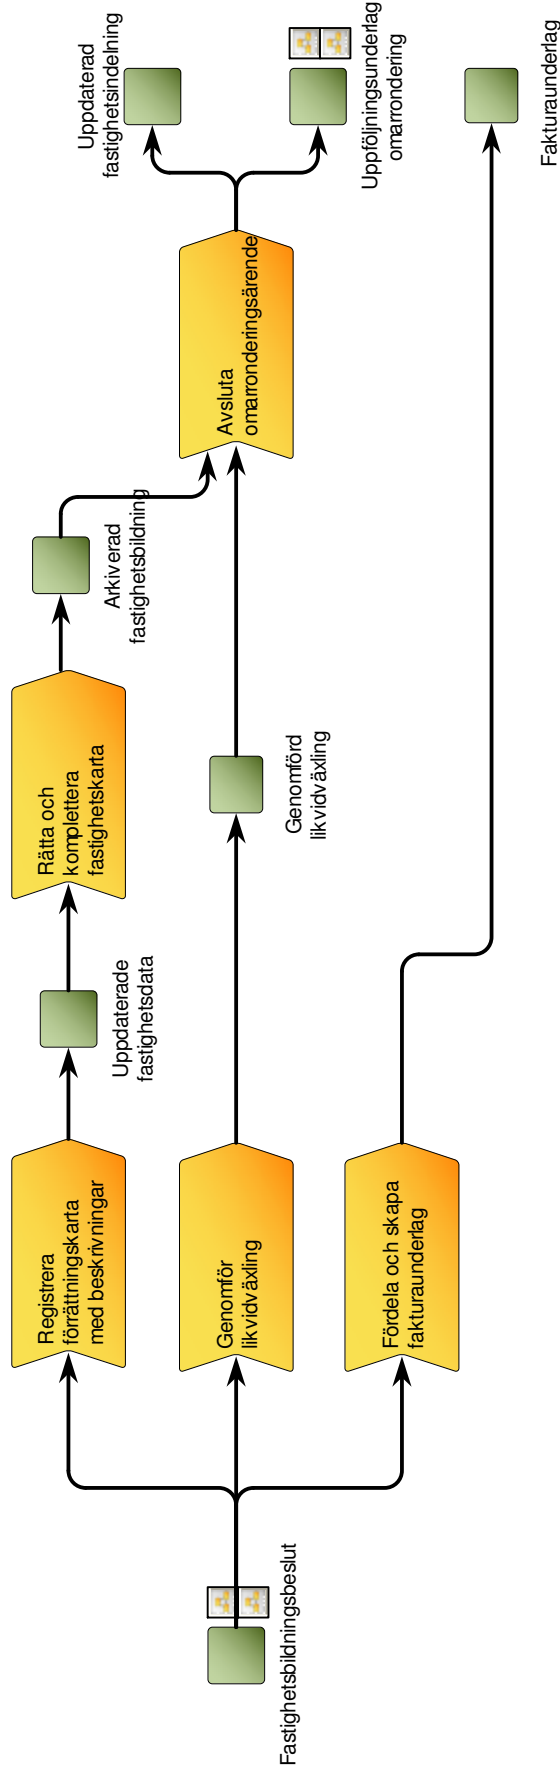 Fastighetsbildningsbeslut
Registrera
förrättningskarta
med beskrivningar
Uppdaterade
fastighetsdata
Rätta och
komplettera
fastighetskarta
Arkiverad
fastighetsbildning
Genomför
likvidväxling
Genomförd
likvidväxling
Avsluta
omarronderingsärende
Uppdaterad
fastighetsindelning
Uppföljningsunderlag
omarrondering
Fördela och skapa
fakturaunderlag
Fakturaunderlag